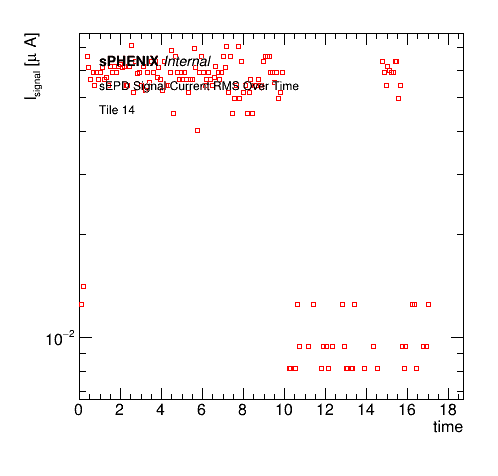 I_signal [μ A]
sPHENIX Internal
sEPD Signal Current RMS Over Time
Tile 14
10^-2
0 2 4 6 8 10 12 14 16 18
time